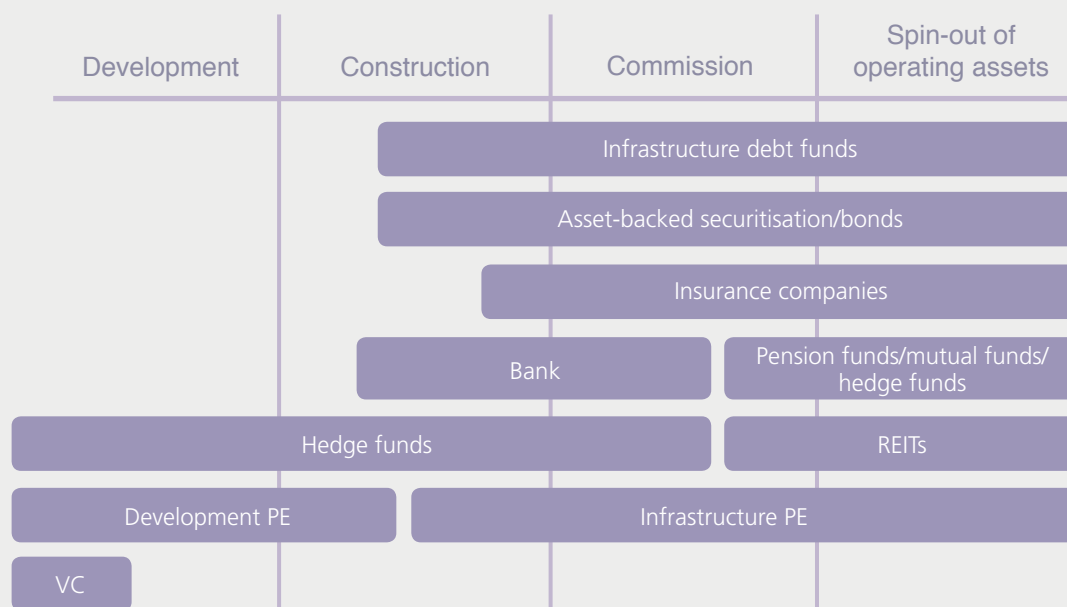 Development
Construction
Commission
Spin-out of
operating assets
Infrastructure debt funds
Asset-backed securitisation/bonds
Insurance companies
Bank
Pension funds/mutual funds/
hedge funds
Hedge funds
REITs
Development PE
Infrastructure PE
VC